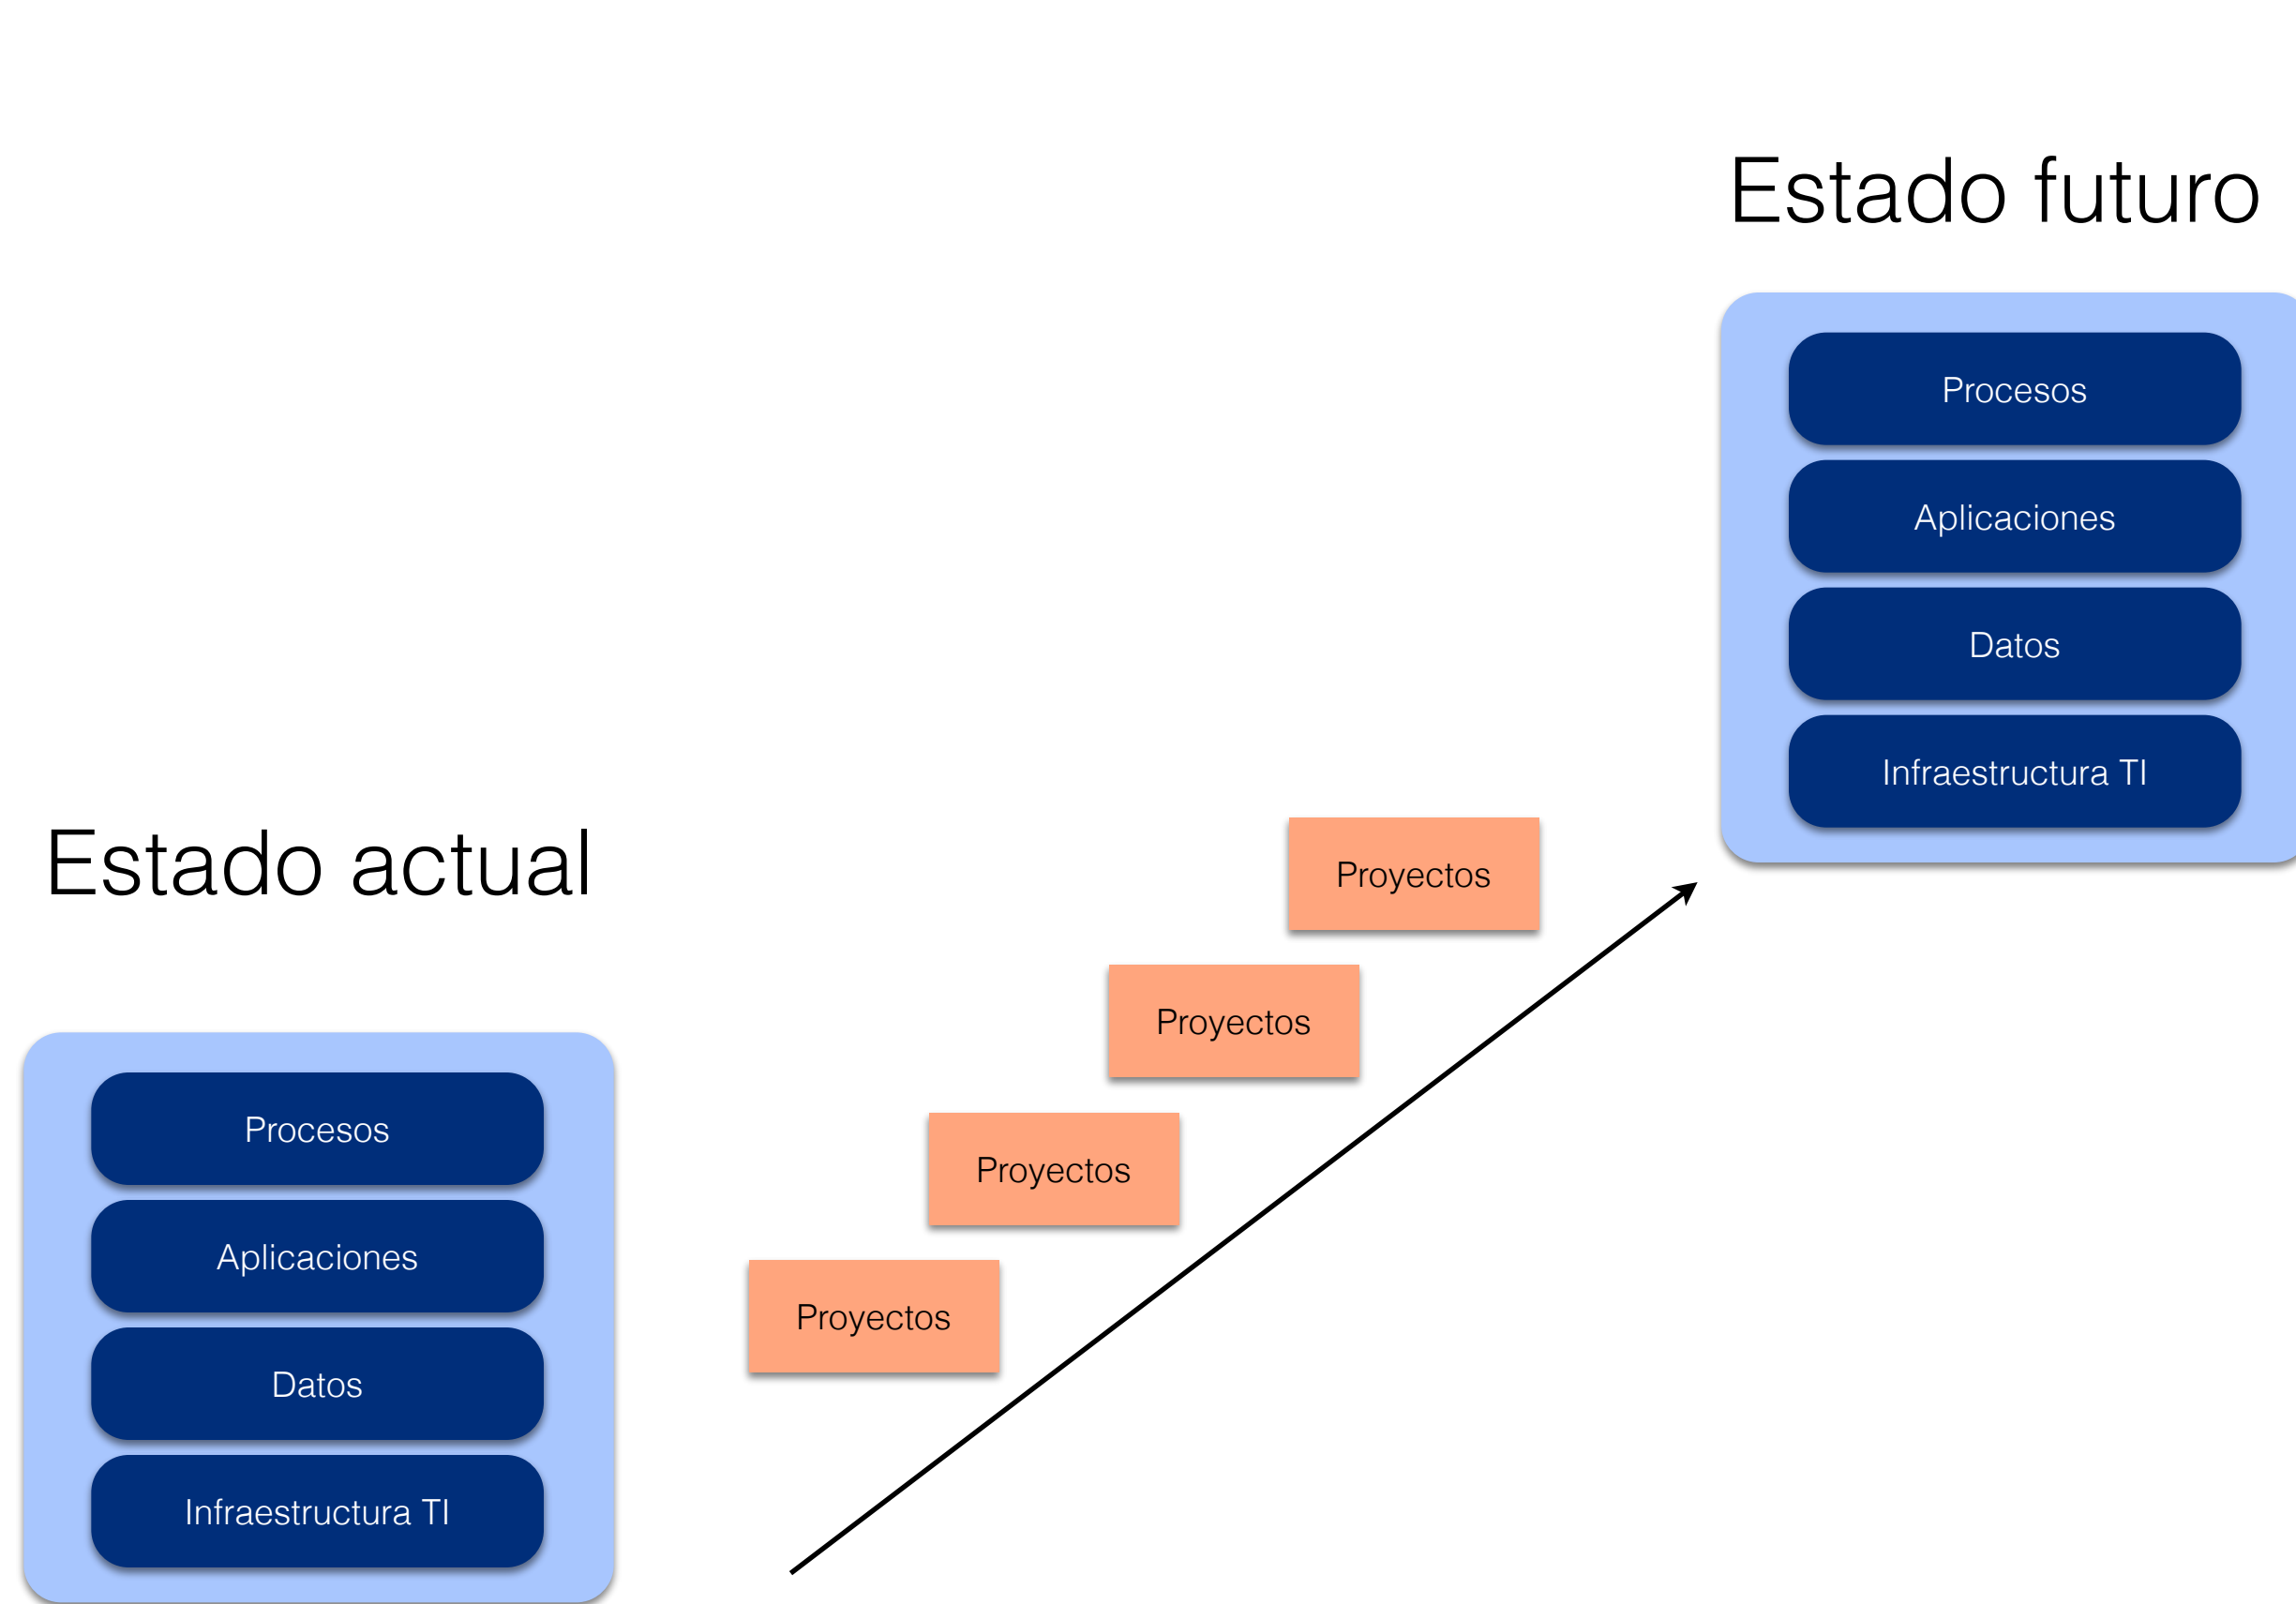 Estado futuro
Procesos
Aplicaciones
Datos
Infraestructura TI
Estado actual
Procesos
Aplicaciones
Datos
Infraestructura TI
Proyectos
Proyectos
Proyectos
Proyectos